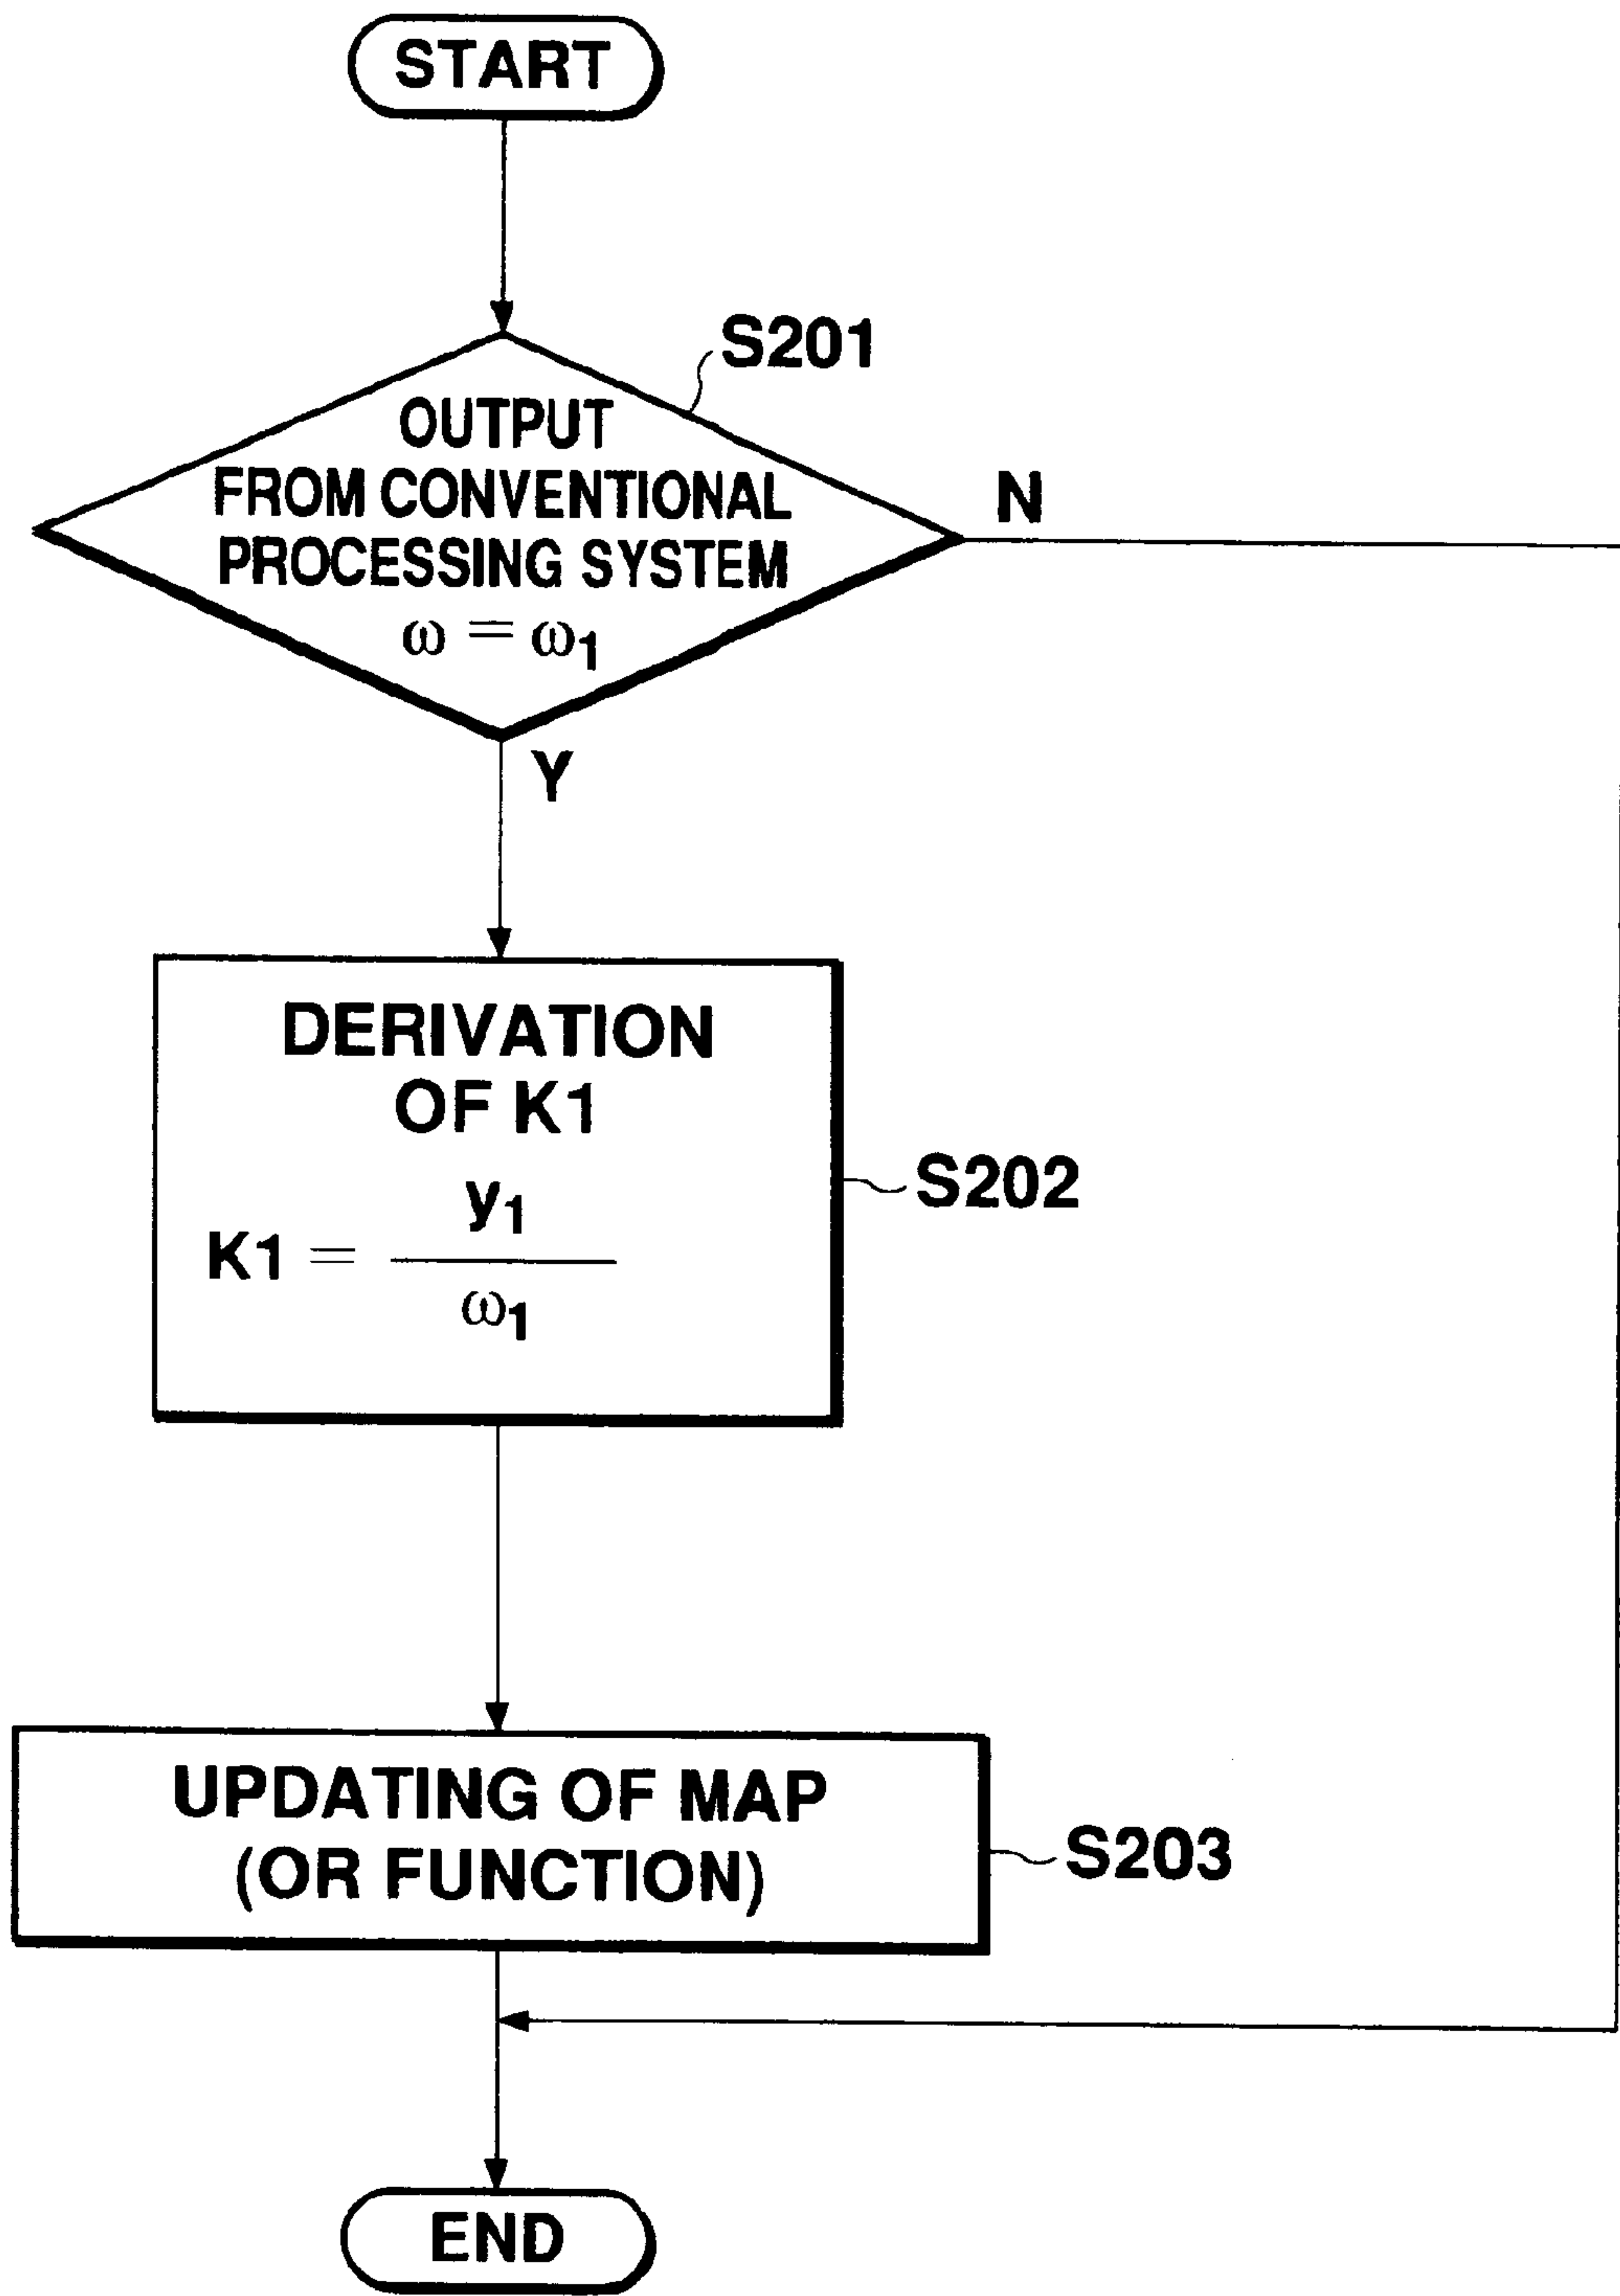 START
S201
OUTPUT
FROM CONVENTIONAL
PROCESSING SYSTEM
ω = ω1
N
Y
DERIVATION
OF K1
K1 = y1 / ω1
S202
UPDATING OF MAP
(OR FUNCTION)
S203
END